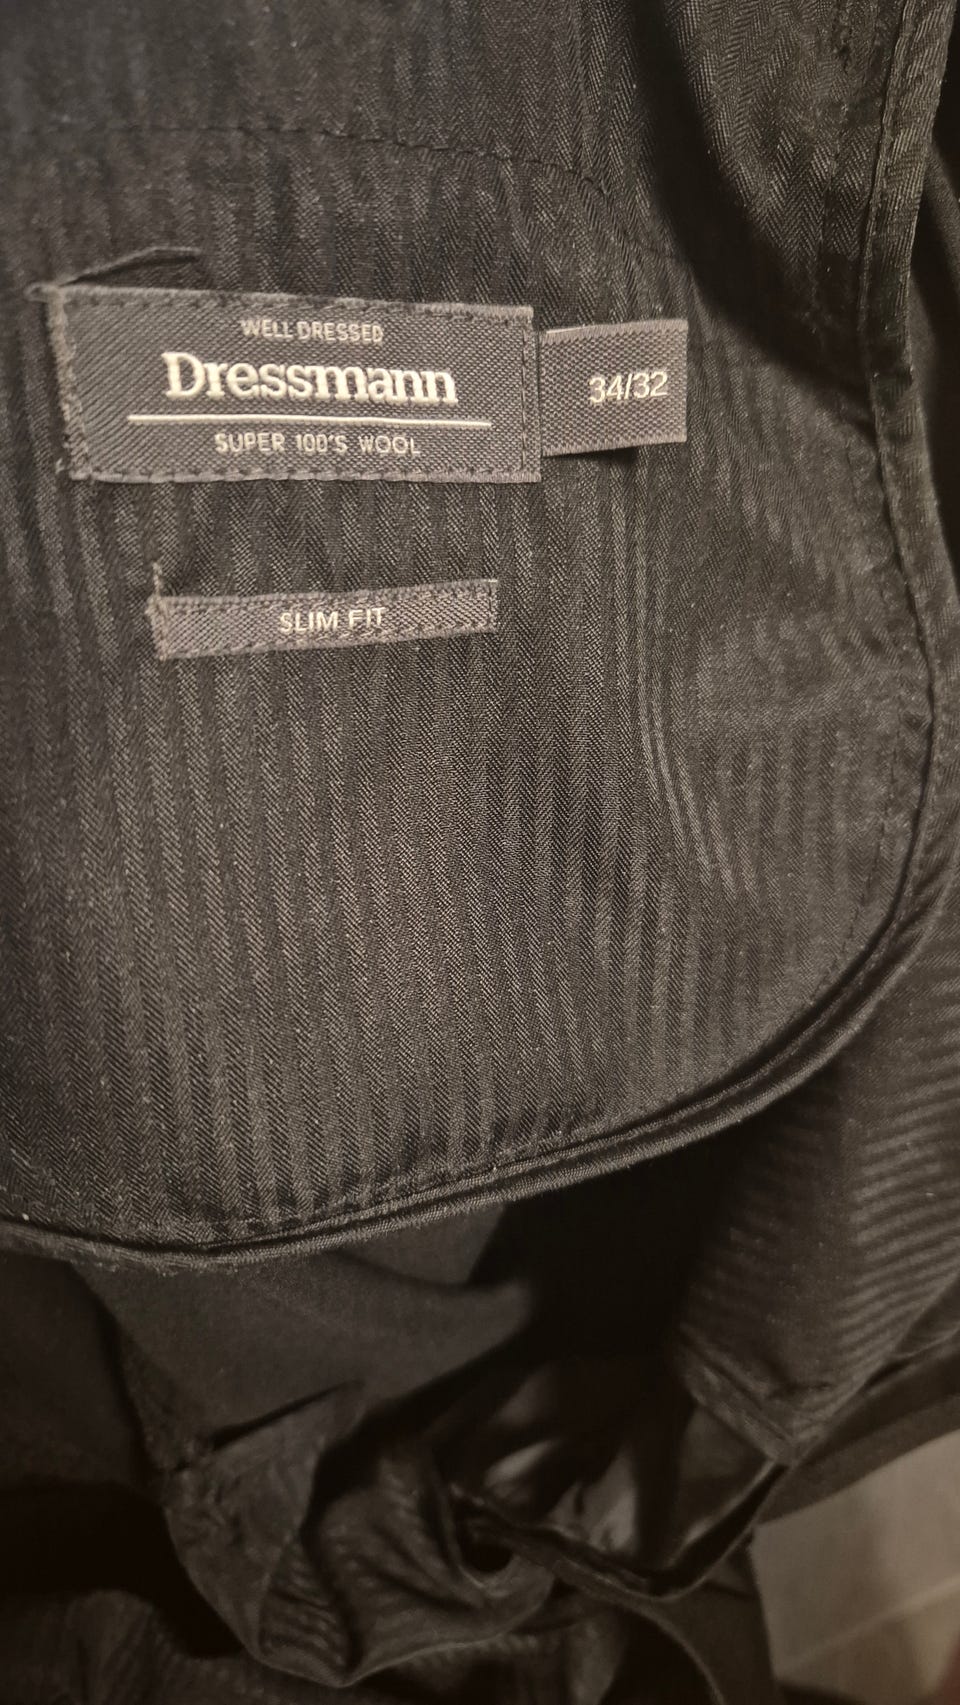 WELL DRESSED
Dressmann
SUPER 100'S WOOL
34/32
SLIM FIT